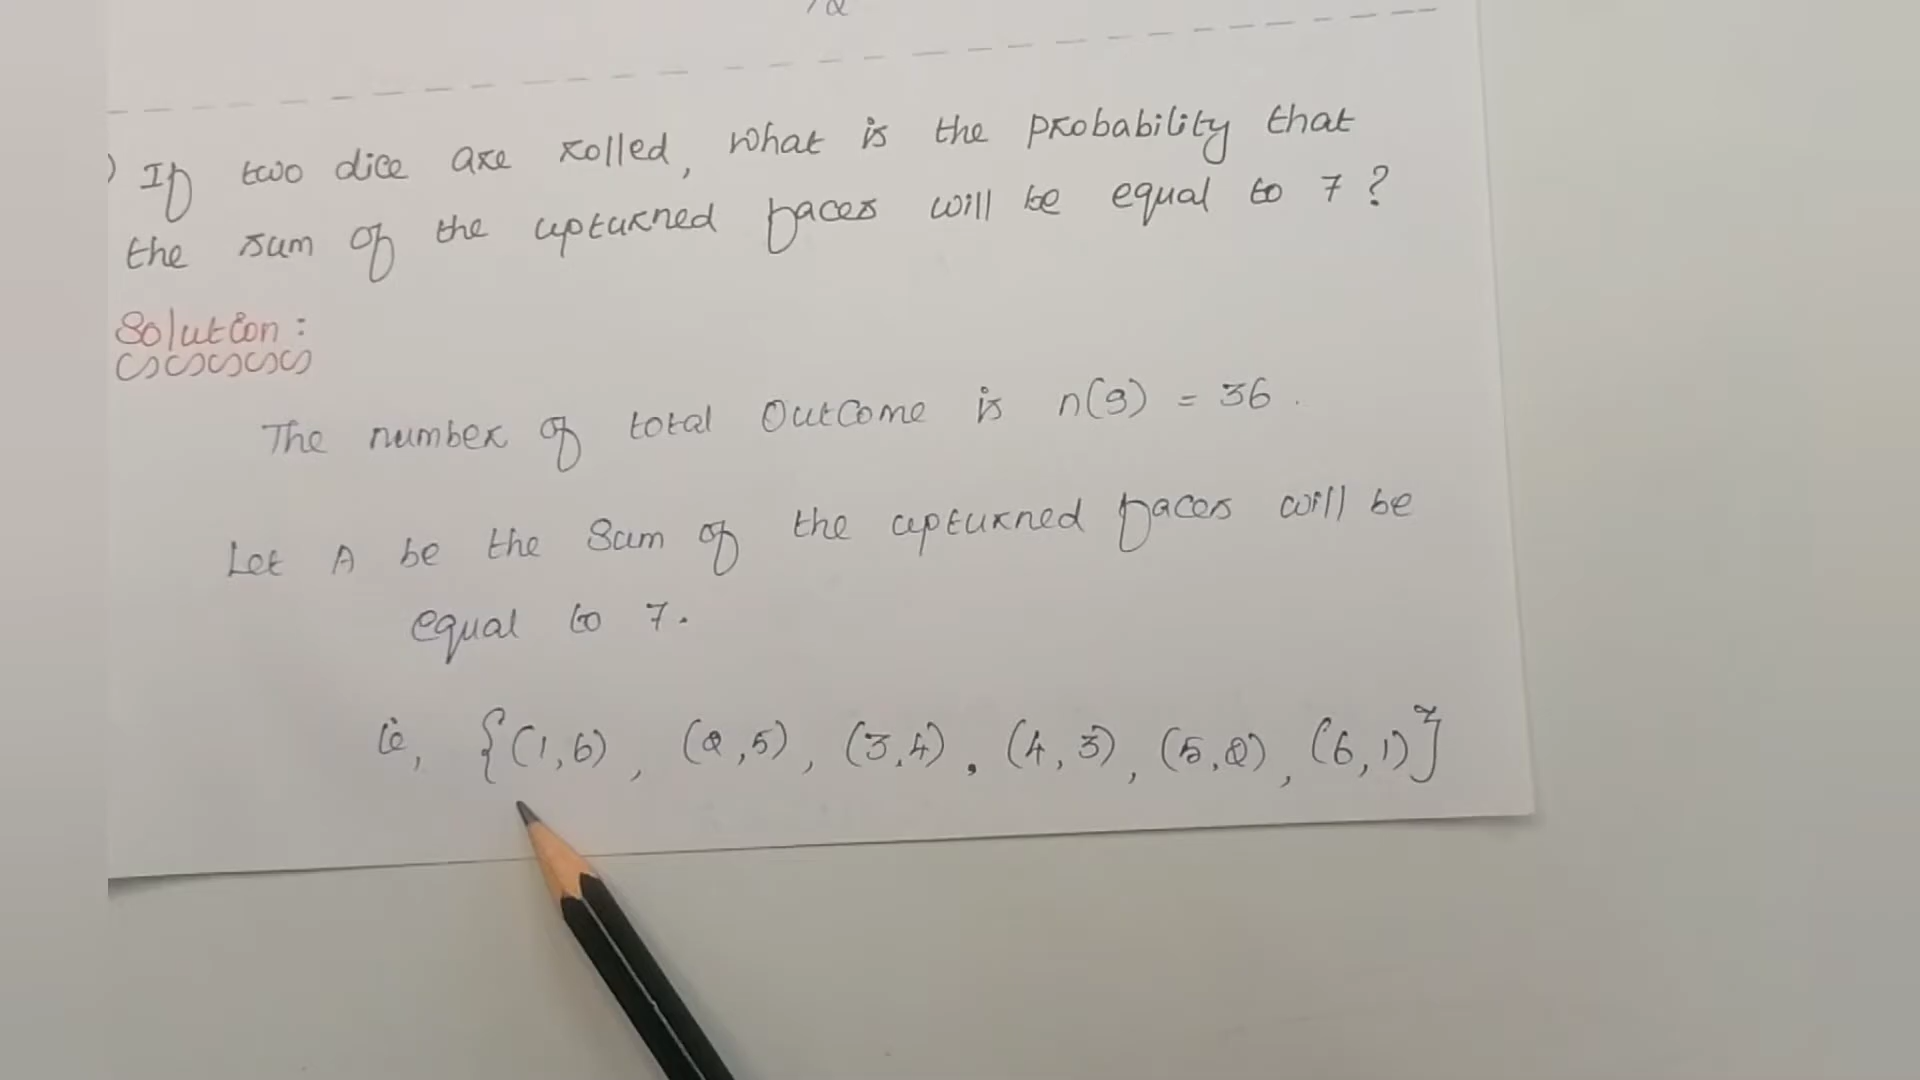 ) If two dice are rolled, what is the probability that
the sum of the upturned faces will be equal to 7 ?
Solution :
The number of total Outcome is n(S) = 36 .
Let A be the Sum of the upturned faces will be
equal to 7.
ie, {(1,6), (2,5), (3,4), (4,3), (5,2), (6,1)}